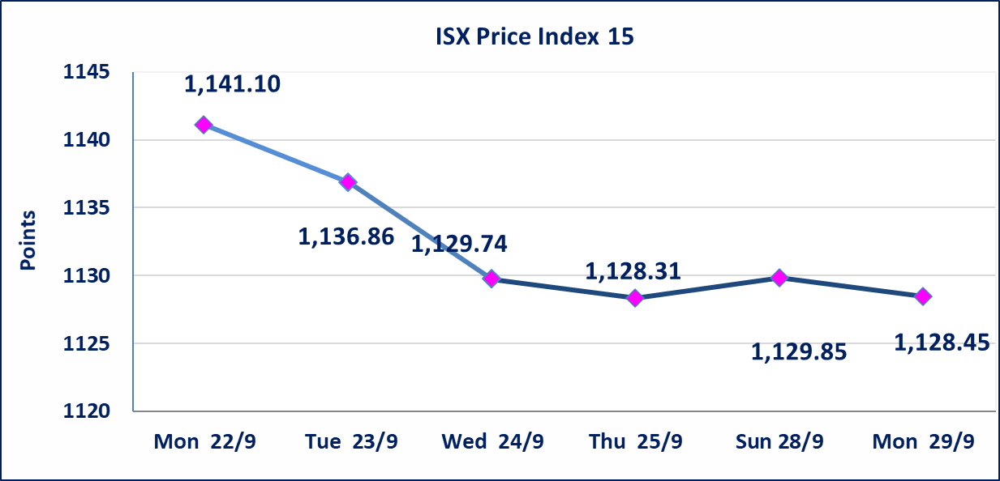 ISX Price Index 15
1145
1140
1135
1130
1125
1120
Points
1,141.10
1,136.86
1,129.74
1,128.31
1,129.85
1,128.45
Mon 22/9
Tue 23/9
Wed 24/9
Thu 25/9
Sun 28/9
Mon 29/9